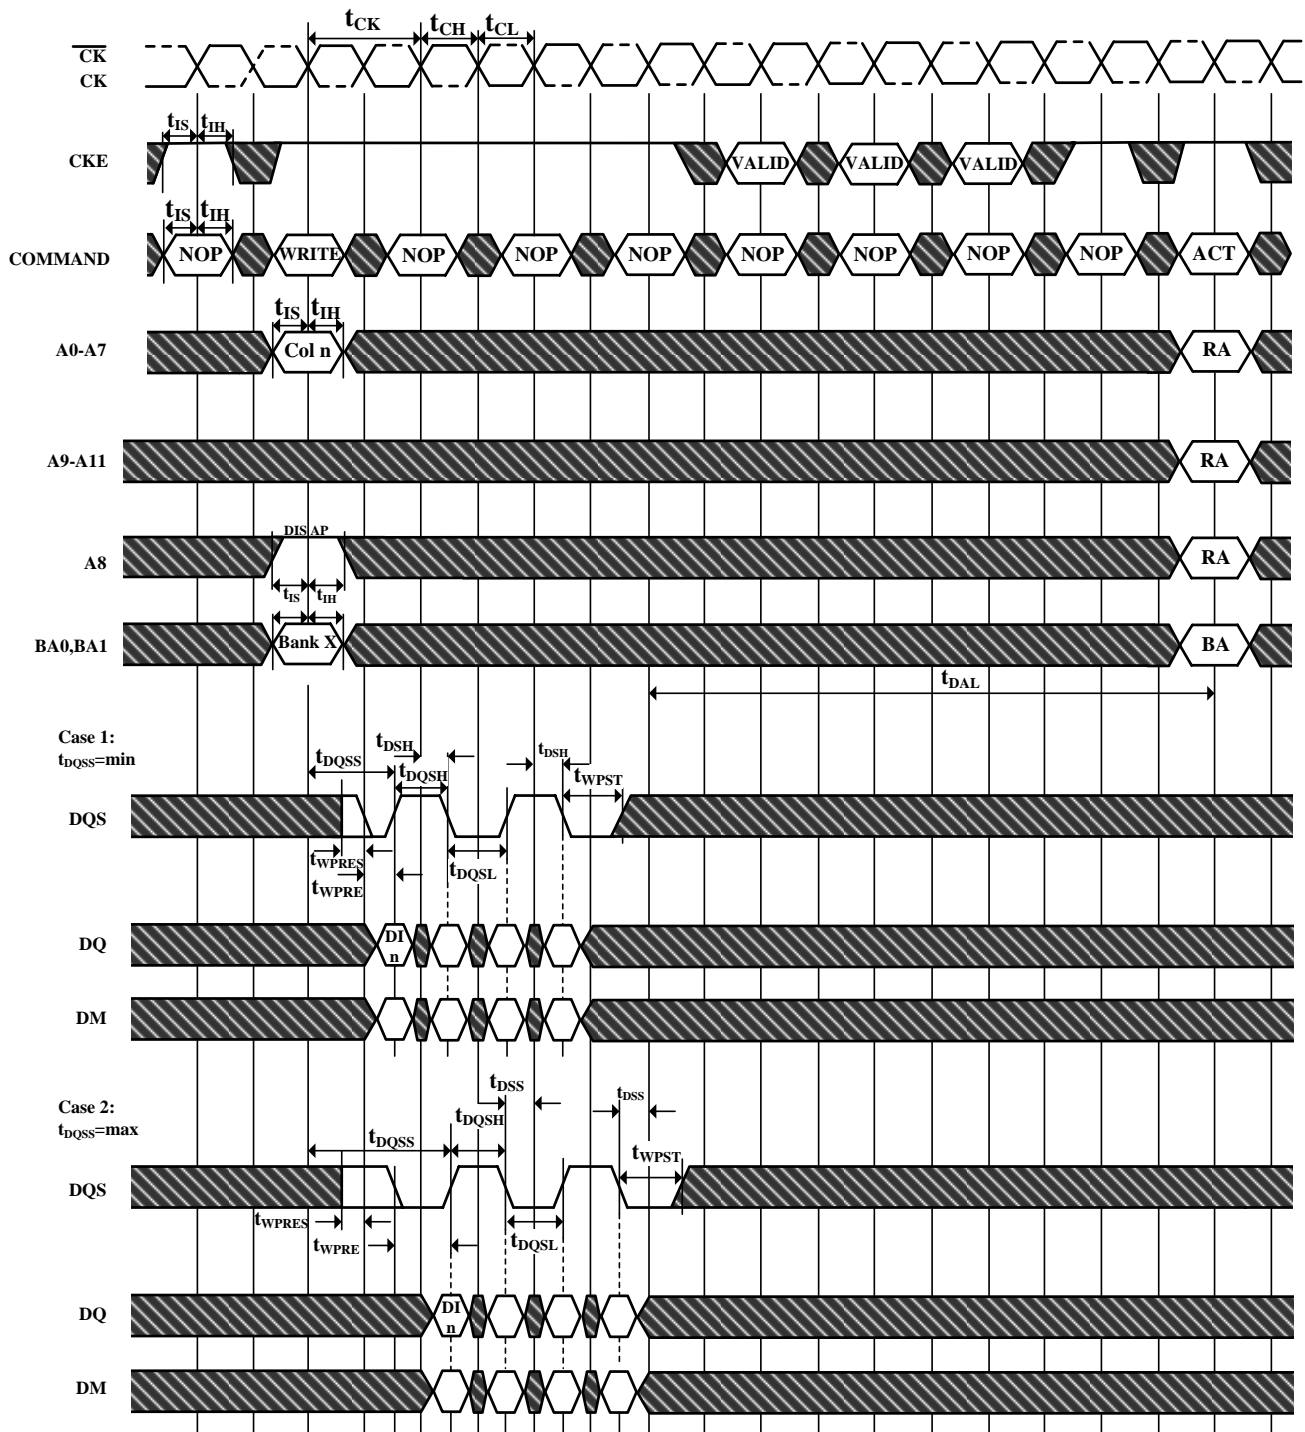 tCK tCH tCL
CK
CK
tIS tIH
CKE VALID VALID VALID
tIS tIH
COMMAND NOP WRITE NOP NOP NOP NOP NOP NOP NOP ACT
tIS tIH
A0-A7 Col n RA
A9-A11 RA
DIS AP
A8 RA
tIS tIH
BA0,BA1 Bank X BA
tDAL
Case 1:
tDQSS=min
tDSH tDSH
tDQSS tDQSH tWPST
DQS
tWPRES tDQSL
tWPRE
DQ DI
n
DM
tDSS tDSS
Case 2:
tDQSS=max
tDQSH
tDQSS tWPST
DQS
tWPRES
tWPRE tDQSL
DQ DI
n
DM